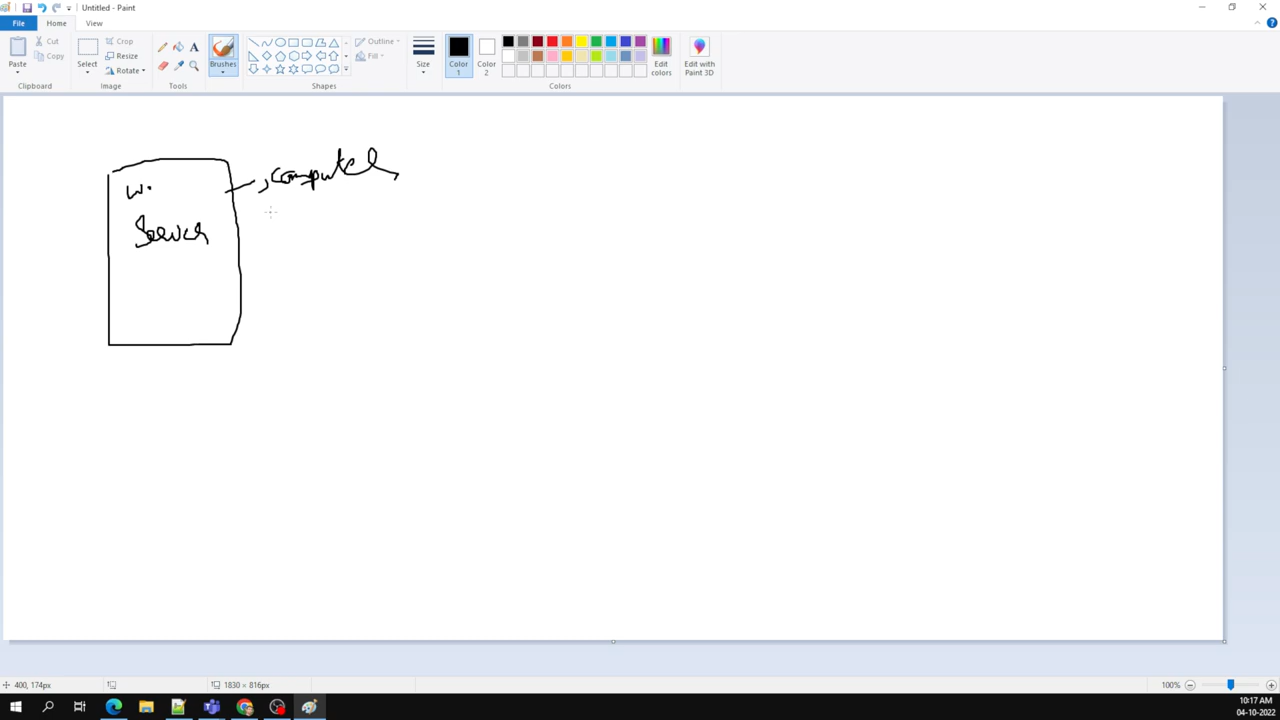 Untitled - Paint
File
Home
View
Paste
Cut
Copy
Clipboard
Select
Crop
Resize
Rotate
Image
Tools
Brushes
Outline
Fill
Shapes
Size
Color
1
Color
2
Edit
colors
Edit with
Paint 3D
Colors
computer
W.
Server
400, 174px
1830 × 816px
100%
10:17 AM
04-10-2022